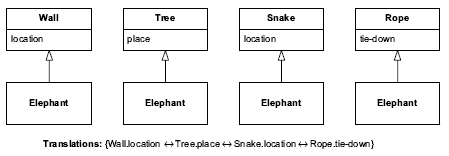 Wall Tree Snake Rope
location place location tie-down
Elephant Elephant Elephant Elephant
Translations: {Wall.location ↔Tree.place↔Snake.location↔Rope.tie-down}